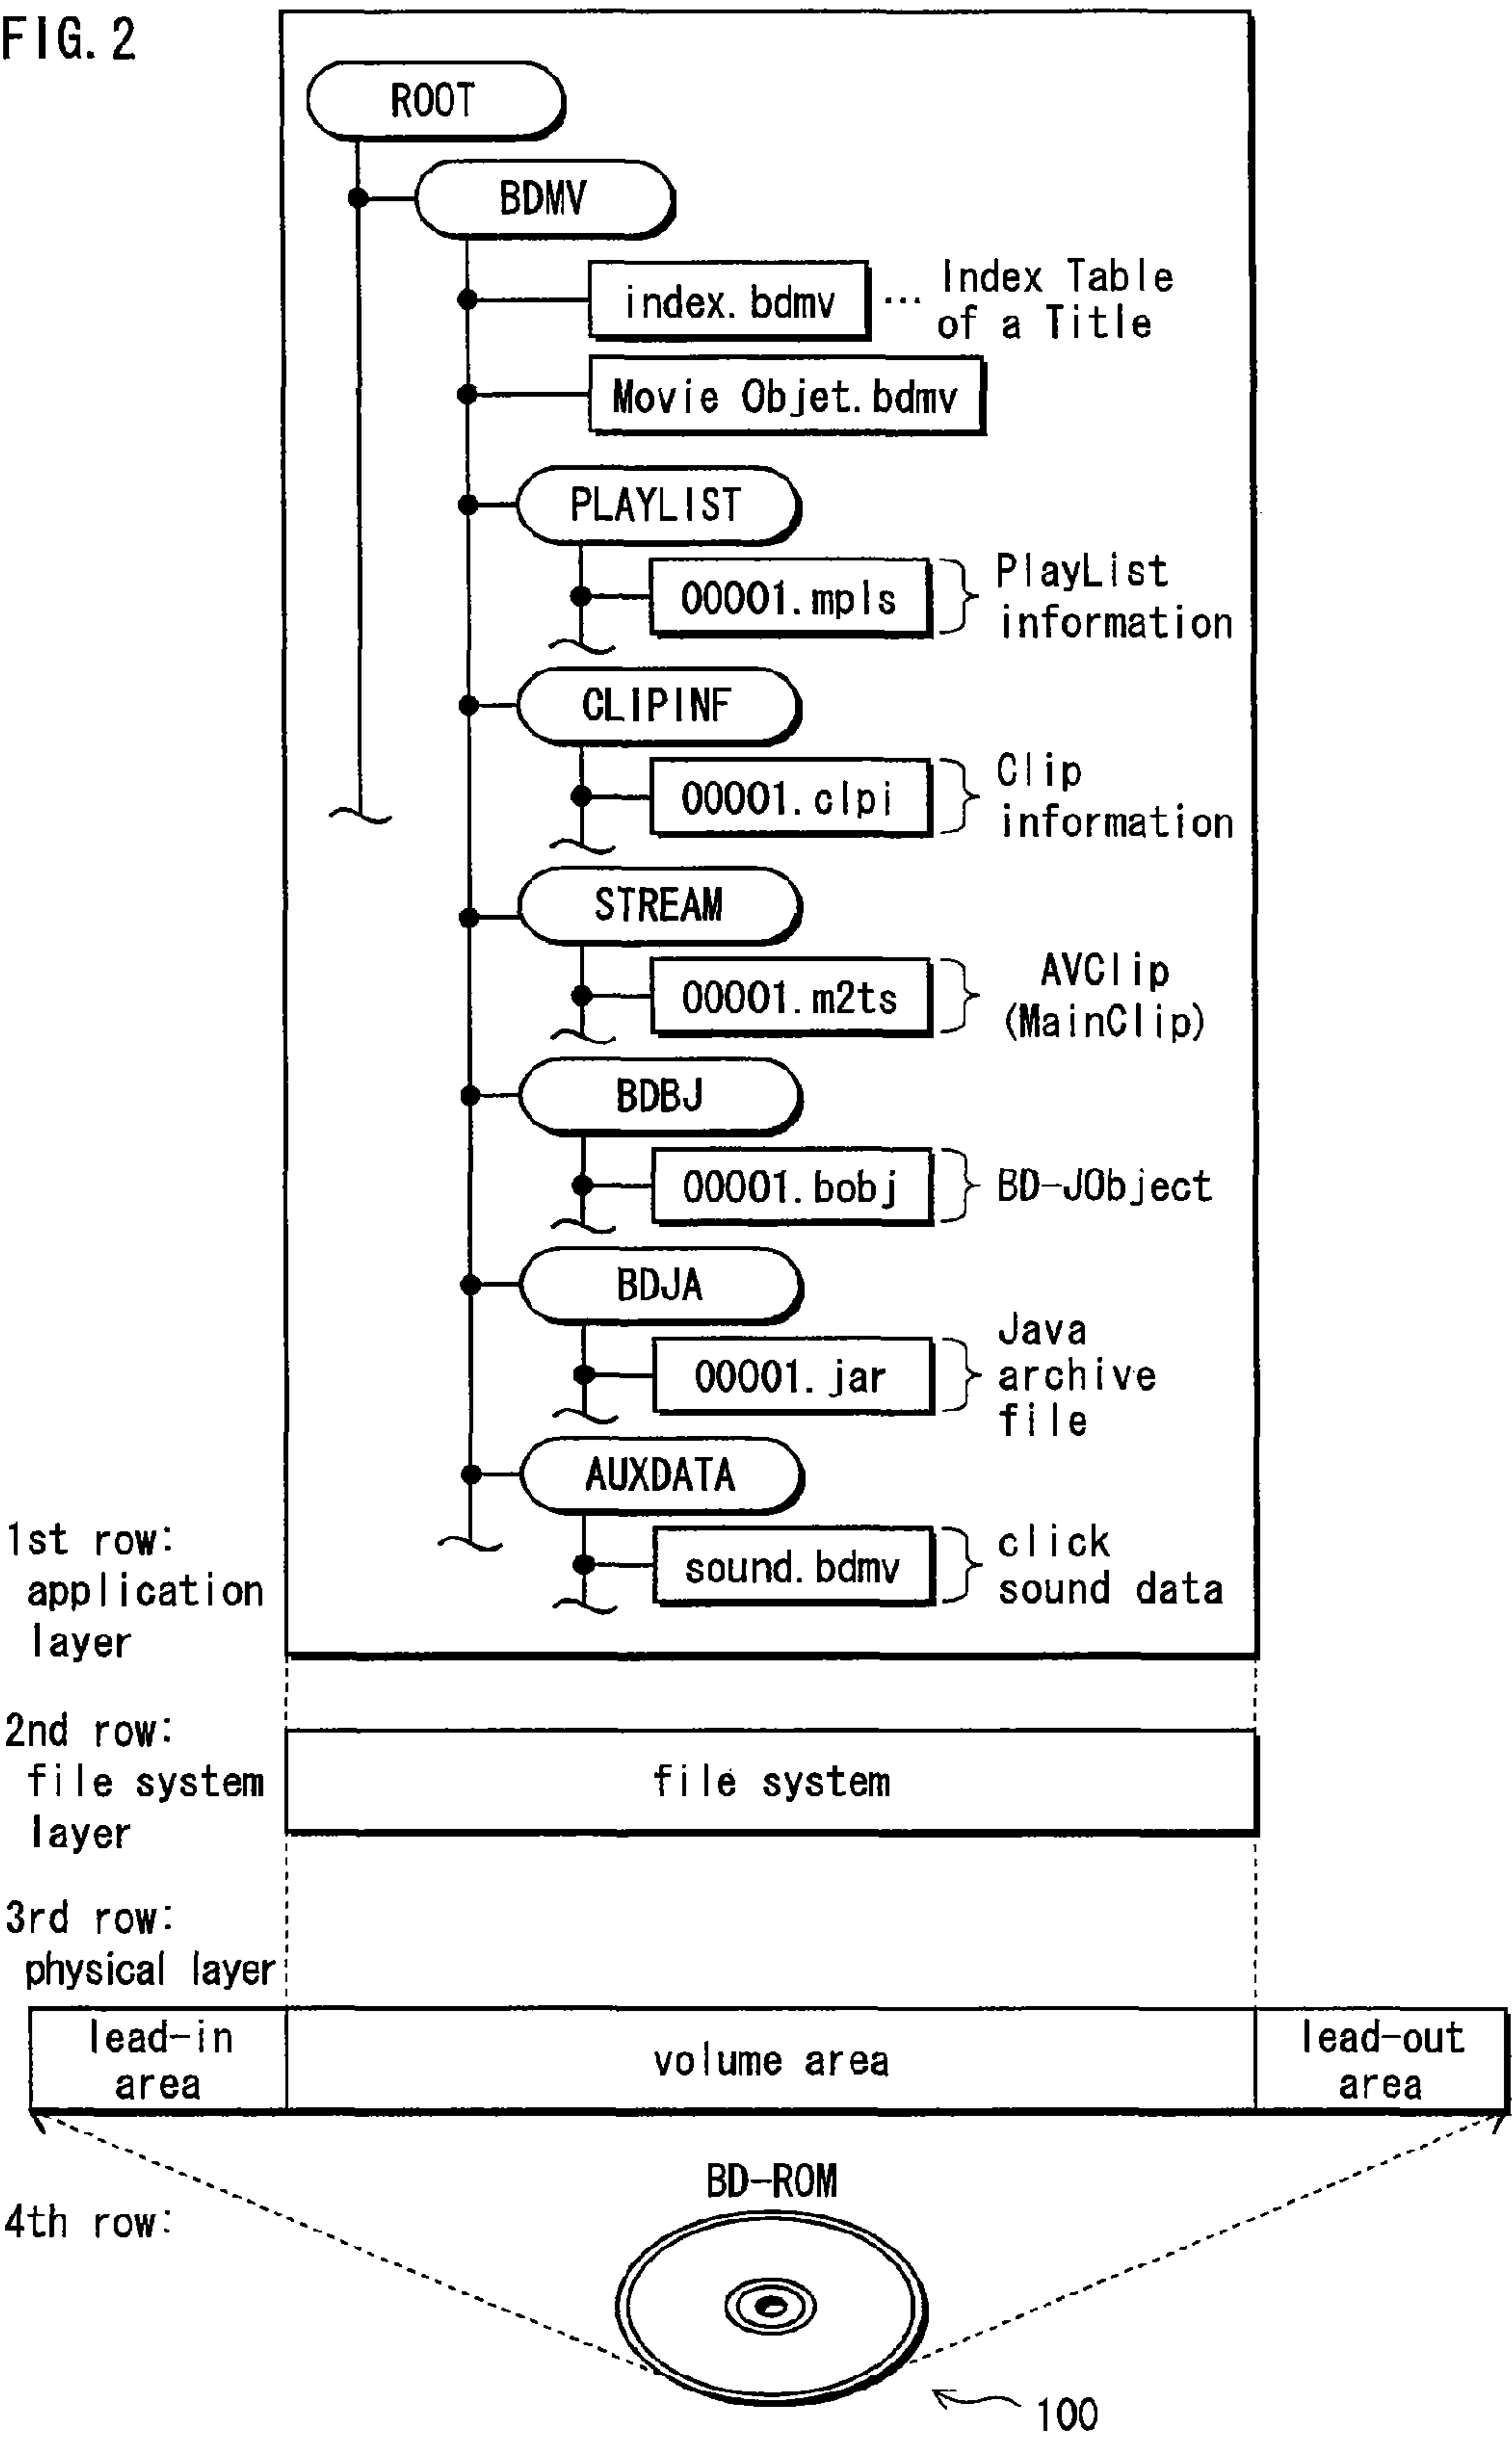 FIG. 2
ROOT
BDMV
index.bdmv ... Index Table
of a Title
Movie Objet.bdmv
PLAYLIST
00001.mpls
PlayList
information
CLIPINF
00001.clpi
Clip
information
STREAM
00001.m2ts
AVClip
(MainClip)
BDBJ
00001.bobj
BD-JObject
BDJA
00001.jar
Java
archive
file
AUXDATA
sound.bdmv
click
sound data
1st row:
application
layer
2nd row:
file system
layer
file system
3rd row:
physical layer
lead-in
area
volume area
lead-out
area
4th row:
BD-ROM
100